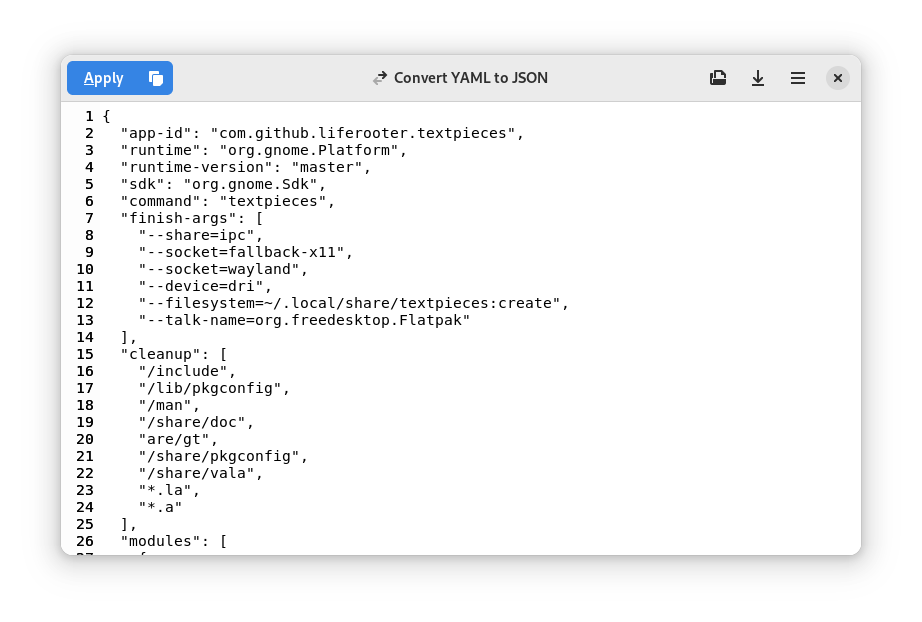 Apply
Convert YAML to JSON
1 {
2   "app-id": "com.github.liferooter.textpieces",
3   "runtime": "org.gnome.Platform",
4   "runtime-version": "master",
5   "sdk": "org.gnome.Sdk",
6   "command": "textpieces",
7   "finish-args": [
8     "--share=ipc",
9     "--socket=fallback-x11",
10     "--socket=wayland",
11     "--device=dri",
12     "--filesystem=~/.local/share/textpieces:create",
13     "--talk-name=org.freedesktop.Flatpak"
14   ],
15   "cleanup": [
16     "/include",
17     "/lib/pkgconfig",
18     "/man",
19     "/share/doc",
20     "are/gt",
21     "/share/pkgconfig",
22     "/share/vala",
23     "*.la",
24     "*.a"
25   ],
26   "modules": [